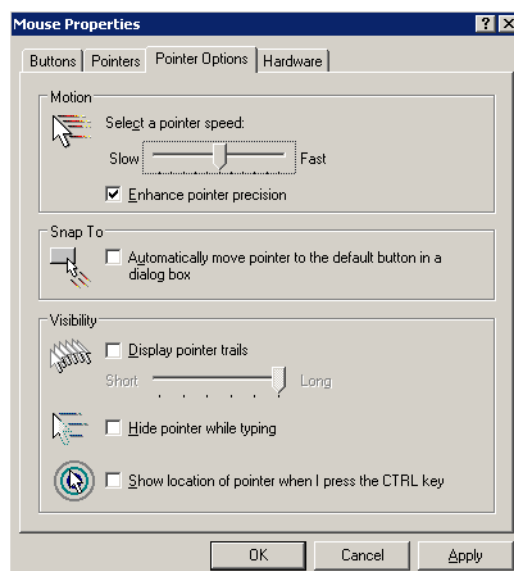 Mouse Properties
Buttons Pointers Pointer Options Hardware
Motion
Select a pointer speed:
Slow Fast
Enhance pointer precision
Snap To
Automatically move pointer to the default button in a
dialog box
Visibility
Display pointer trails
Short Long
Hide pointer while typing
Show location of pointer when I press the CTRL key
OK Cancel Apply